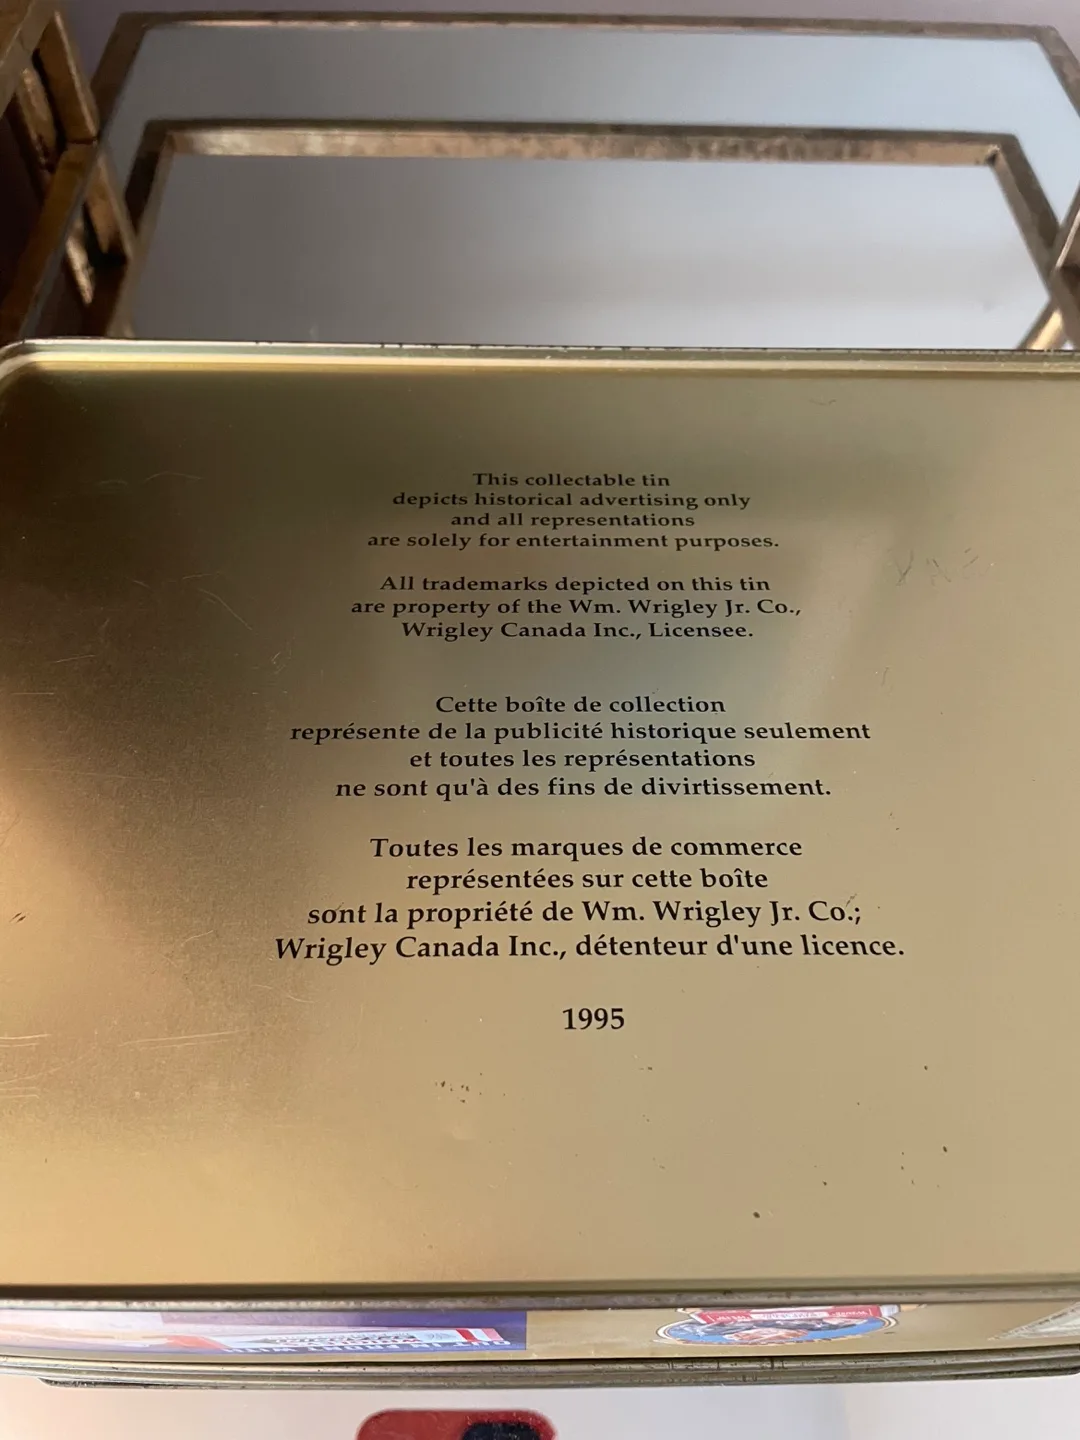 This collectable tin
depicts historical advertising only
and all representations
are solely for entertainment purposes.
All trademarks depicted on this tin
are property of the Wm. Wrigley Jr. Co.,
Wrigley Canada Inc., Licensee.
Cette boîte de collection
représente de la publicité historique seulement
et toutes les représentations
ne sont qu'à des fins de divirtissement.
Toutes les marques de commerce
représentées sur cette boîte
sont la propriété de Wm. Wrigley Jr. Co.;
Wrigley Canada Inc., détenteur d'une licence.
1995
OUT IN FRONT WITH